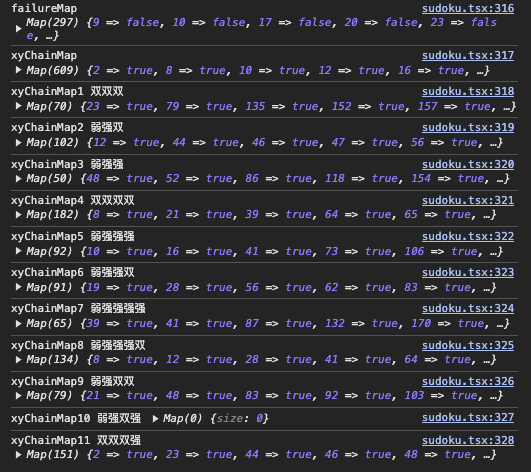 failureMap sudoku.tsx:316
▶ Map(297) {9 => false, 10 => false, 17 => false, 20 => false, 23 => fals
e, …}
xyChainMap sudoku.tsx:317
▶ Map(609) {2 => true, 8 => true, 10 => true, 12 => true, 16 => true, …}
xyChainMap1 双双双 sudoku.tsx:318
▶ Map(70) {23 => true, 79 => true, 135 => true, 152 => true, 157 => true, …}
xyChainMap2 弱强双 sudoku.tsx:319
▶ Map(102) {12 => true, 44 => true, 46 => true, 47 => true, 56 => true, …}
xyChainMap3 弱强强 sudoku.tsx:320
▶ Map(50) {48 => true, 52 => true, 86 => true, 118 => true, 154 => true, …}
xyChainMap4 双双双双 sudoku.tsx:321
▶ Map(182) {8 => true, 21 => true, 39 => true, 64 => true, 65 => true, …}
xyChainMap5 弱强强强 sudoku.tsx:322
▶ Map(92) {10 => true, 16 => true, 41 => true, 73 => true, 106 => true, …}
xyChainMap6 弱强强双 sudoku.tsx:323
▶ Map(91) {19 => true, 28 => true, 56 => true, 62 => true, 83 => true, …}
xyChainMap7 弱强强强强 sudoku.tsx:324
▶ Map(65) {39 => true, 41 => true, 87 => true, 132 => true, 170 => true, …}
xyChainMap8 弱强强强双 sudoku.tsx:325
▶ Map(134) {8 => true, 12 => true, 28 => true, 41 => true, 64 => true, …}
xyChainMap9 弱强双双 sudoku.tsx:326
▶ Map(79) {21 => true, 48 => true, 83 => true, 92 => true, 103 => true, …}
xyChainMap10 弱强双强 ▶ Map(0) {size: 0} sudoku.tsx:327
xyChainMap11 双双双强 sudoku.tsx:328
▶ Map(151) {2 => true, 23 => true, 44 => true, 46 => true, 48 => true, …}